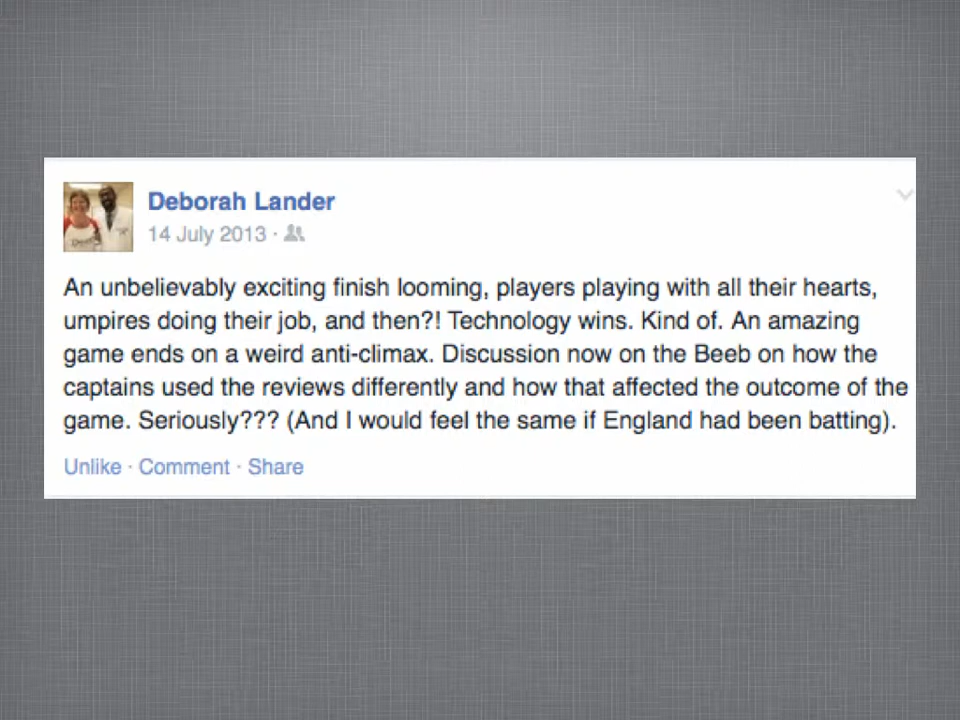 Deborah Lander
14 July 2013 ·
An unbelievably exciting finish looming, players playing with all their hearts,
umpires doing their job, and then?! Technology wins. Kind of. An amazing
game ends on a weird anti-climax. Discussion now on the Beeb on how the
captains used the reviews differently and how that affected the outcome of the
game. Seriously??? (And I would feel the same if England had been batting).
Unlike · Comment · Share